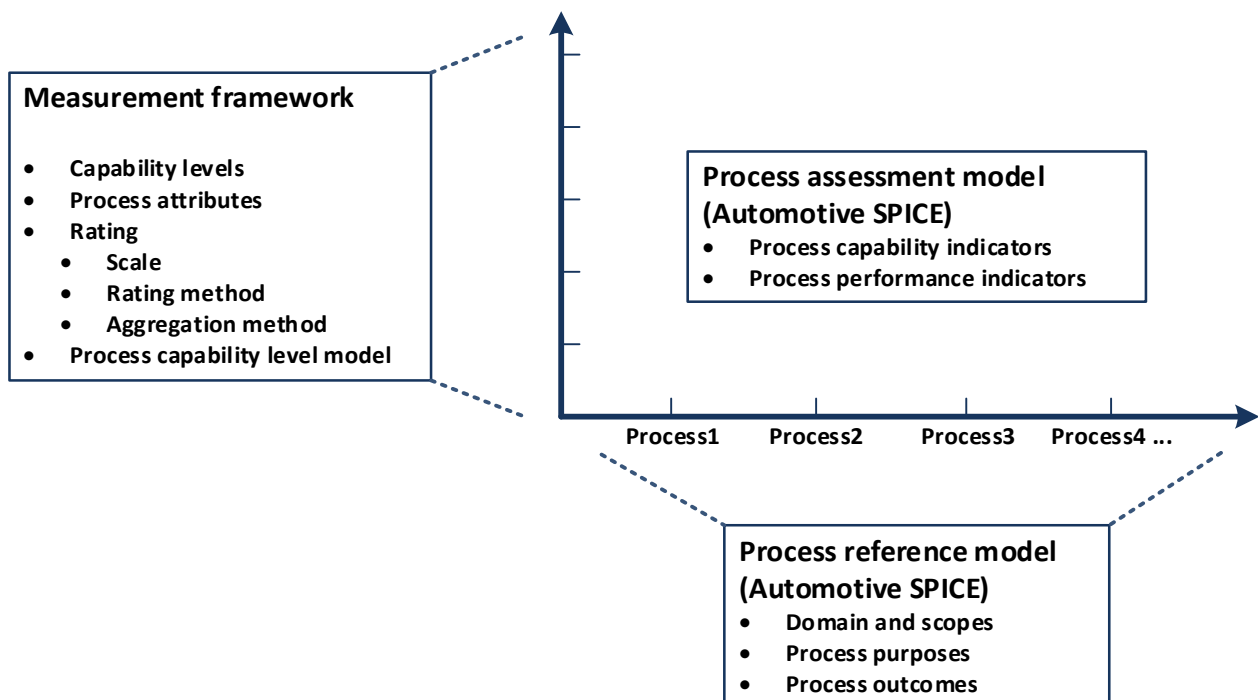 Measurement framework
• Capability levels
• Process attributes
• Rating
• Scale
• Rating method
• Aggregation method
• Process capability level model
Process assessment model
(Automotive SPICE)
• Process capability indicators
• Process performance indicators
Process1 Process2 Process3 Process4 ...
Process reference model
(Automotive SPICE)
• Domain and scopes
• Process purposes
• Process outcomes